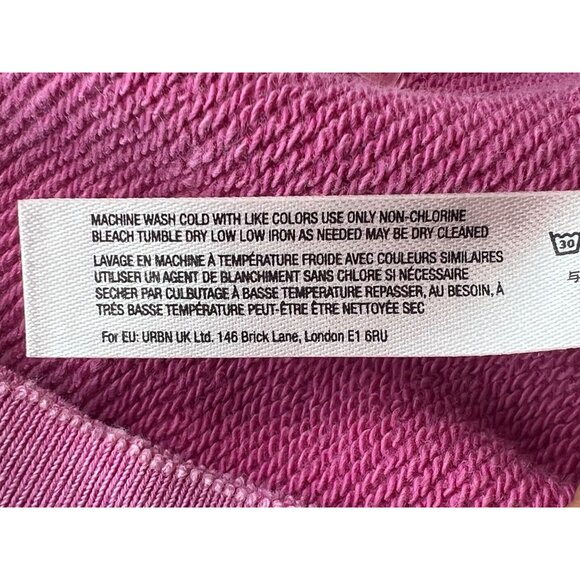 MACHINE WASH COLD WITH LIKE COLORS USE ONLY NON-CHLORINE
BLEACH TUMBLE DRY LOW LOW IRON AS NEEDED MAY BE DRY CLEANED
LAVAGE EN MACHINE À TEMPÉRATURE FROIDE AVEC COULEURS SIMILAIRES
UTILISER UN AGENT DE BLANCHIMENT SANS CHLORE SI NÉCESSAIRE
SECHER PAR CULBUTAGE À BASSE TEMPERATURE REPASSER, AU BESOIN, À
TRÉS BASSE TEMPÉRATURE PEUT-ÊTRE ÊTRE NETTOYÉE SEC
For EU: URBN UK Ltd. 146 Brick Lane, London E1 6RU
30